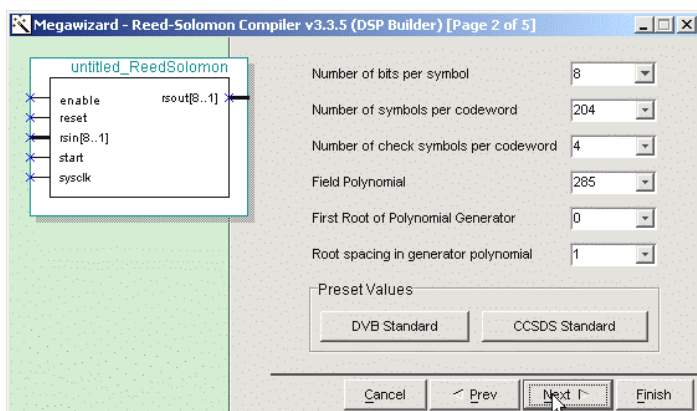 Megawizard - Reed-Solomon Compiler v3.3.5 (DSP Builder) [Page 2 of 5]
untitled_ReedSolomon
enable
rsout[8..1]
reset
rsin[8..1]
start
sysclk
Number of bits per symbol 8
Number of symbols per codeword 204
Number of check symbols per codeword 4
Field Polynomial 285
First Root of Polynomial Generator 0
Root spacing in generator polynomial 1
Preset Values
DVB Standard CCSDS Standard
Cancel Prev Next Finish